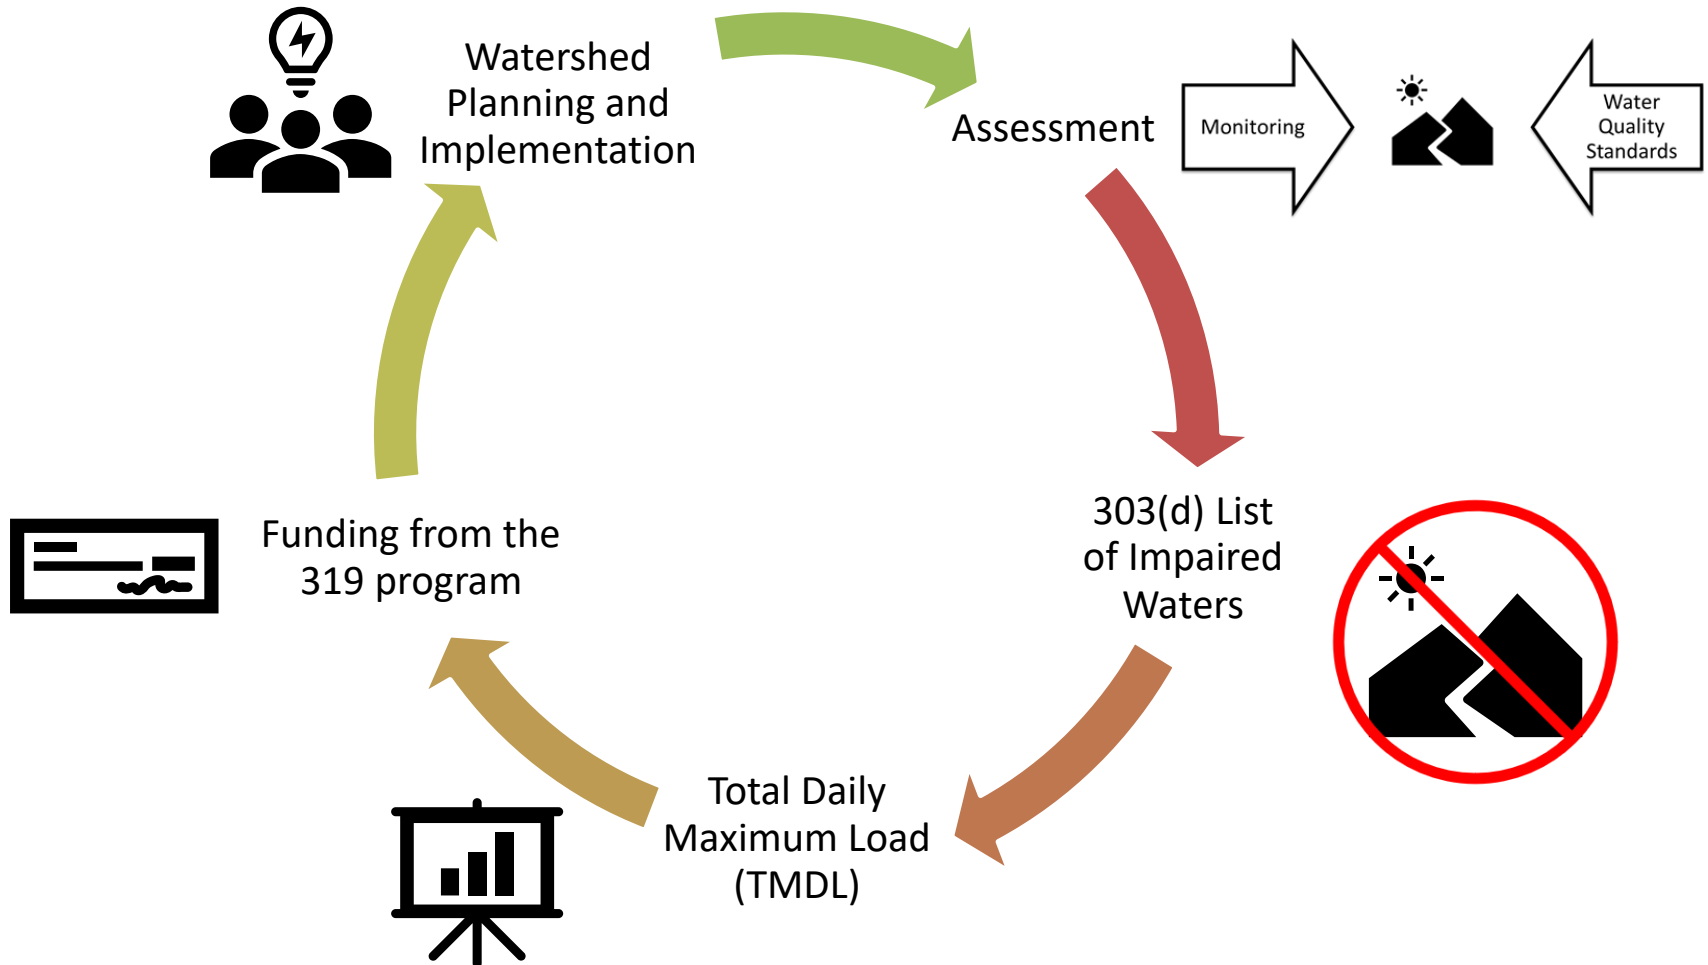 Watershed
Planning and
Implementation
Assessment
Monitoring
Water
Quality
Standards
303(d) List
of Impaired
Waters
Total Daily
Maximum Load
(TMDL)
Funding from the
319 program